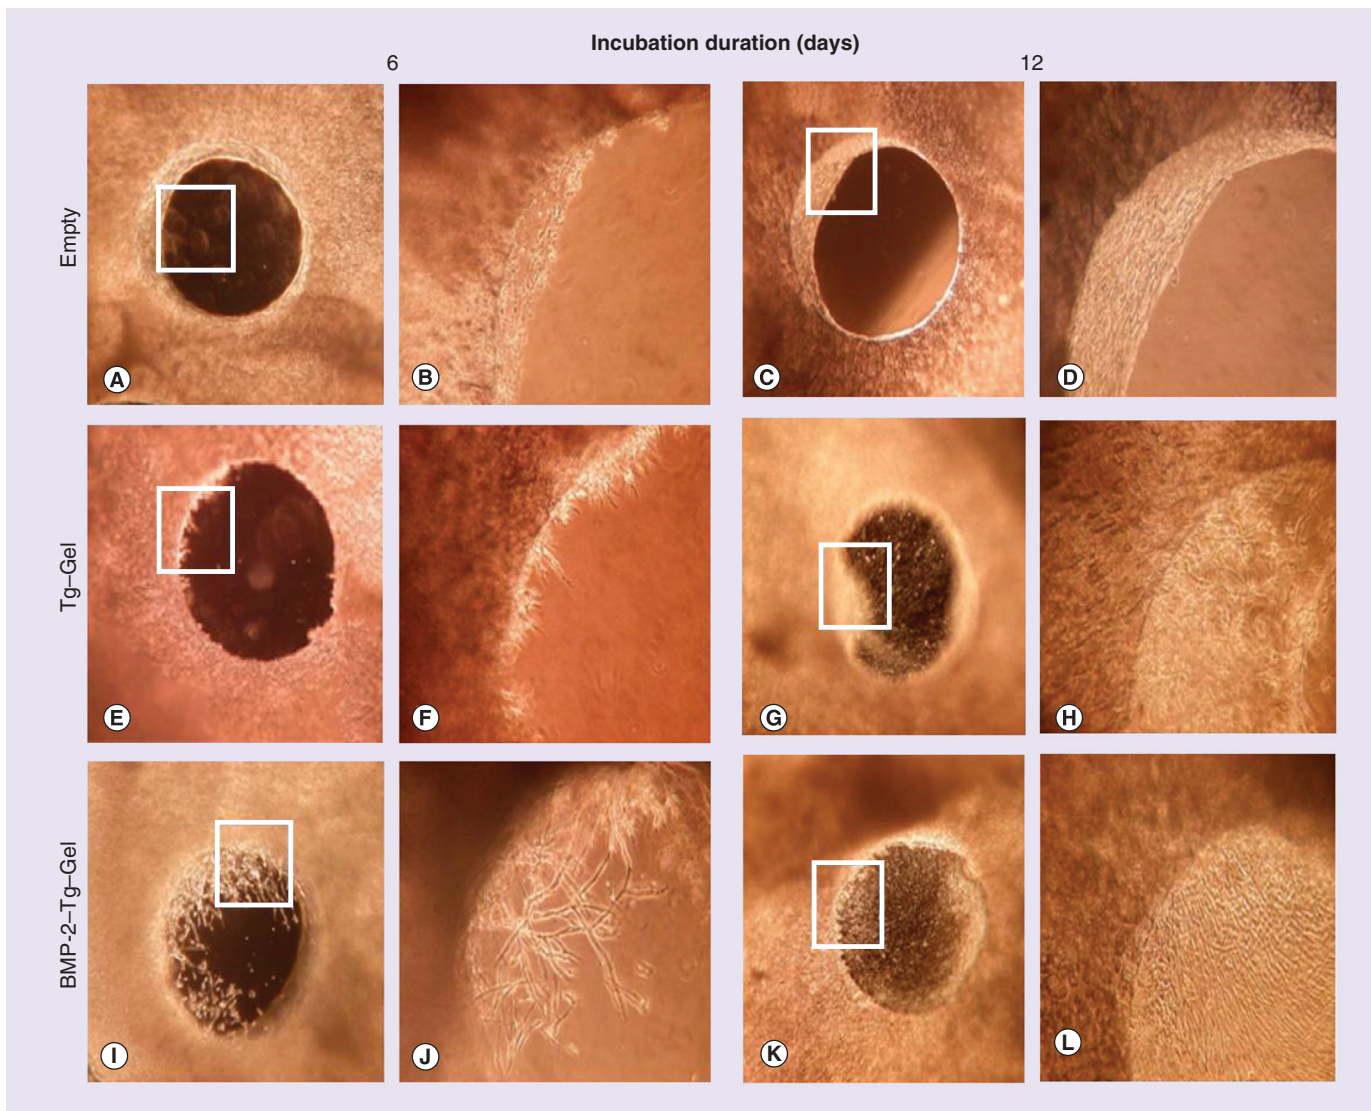 Incubation duration (days)
6
12
Empty
A
B
C
D
Tg–Gel
E
F
G
H
BMP-2–Tg–Gel
I
J
K
L